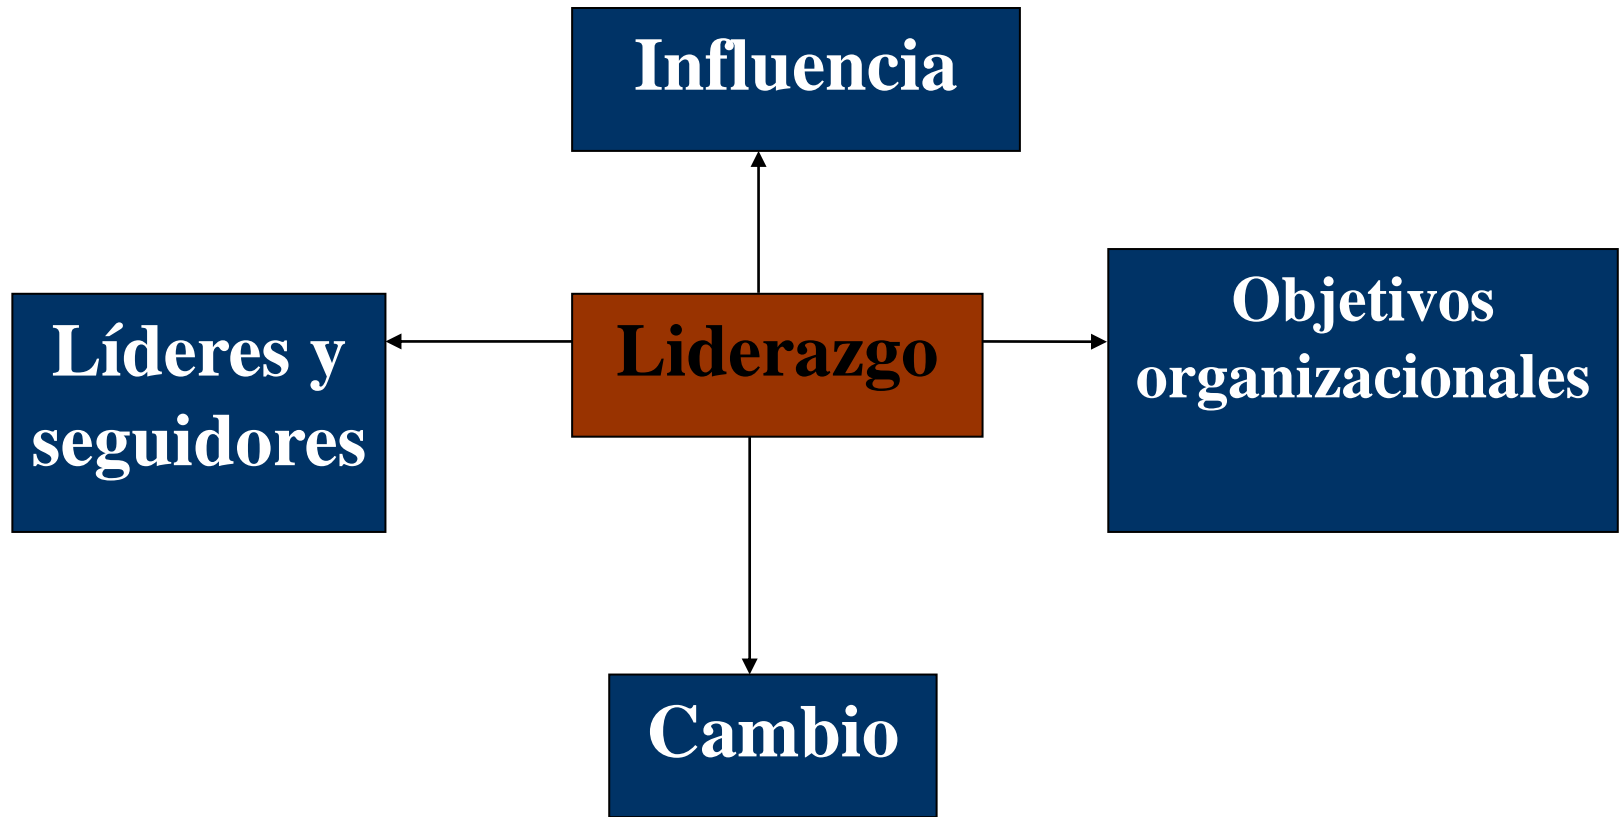 Influencia
Líderes y
seguidores
Liderazgo
Objetivos
organizacionales
Cambio